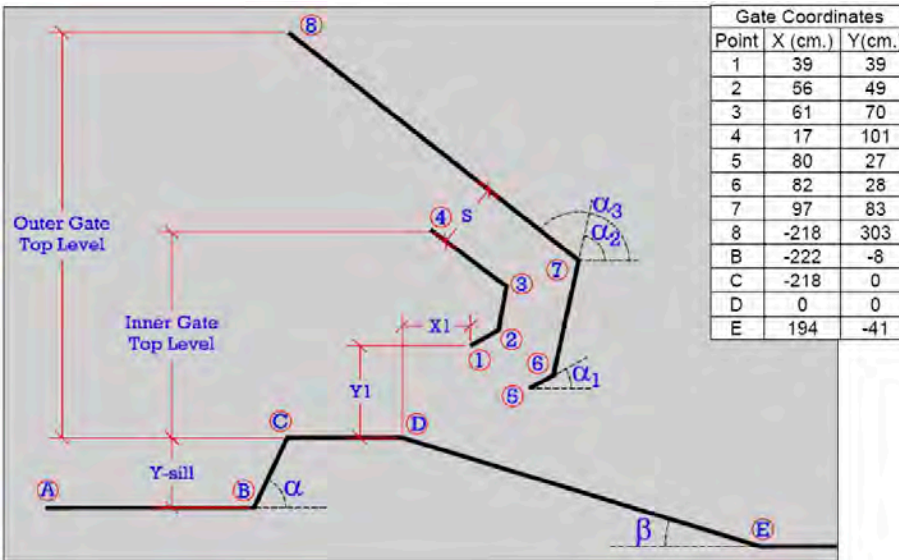 Gate Coordinates
Point X (cm.) Y(cm.
1 39 39
2 56 49
3 61 70
4 17 101
5 80 27
6 82 28
7 97 83
8 -218 303
B -222 -8
C -218 0
D 0 0
E 194 -41
8
Outer Gate
Top Level
4
S
α3
α2
7
Inner Gate
Top Level
3
X1
2
1
Y1
6
α1
5
C
D
Y-sill
A
B
α
β
E